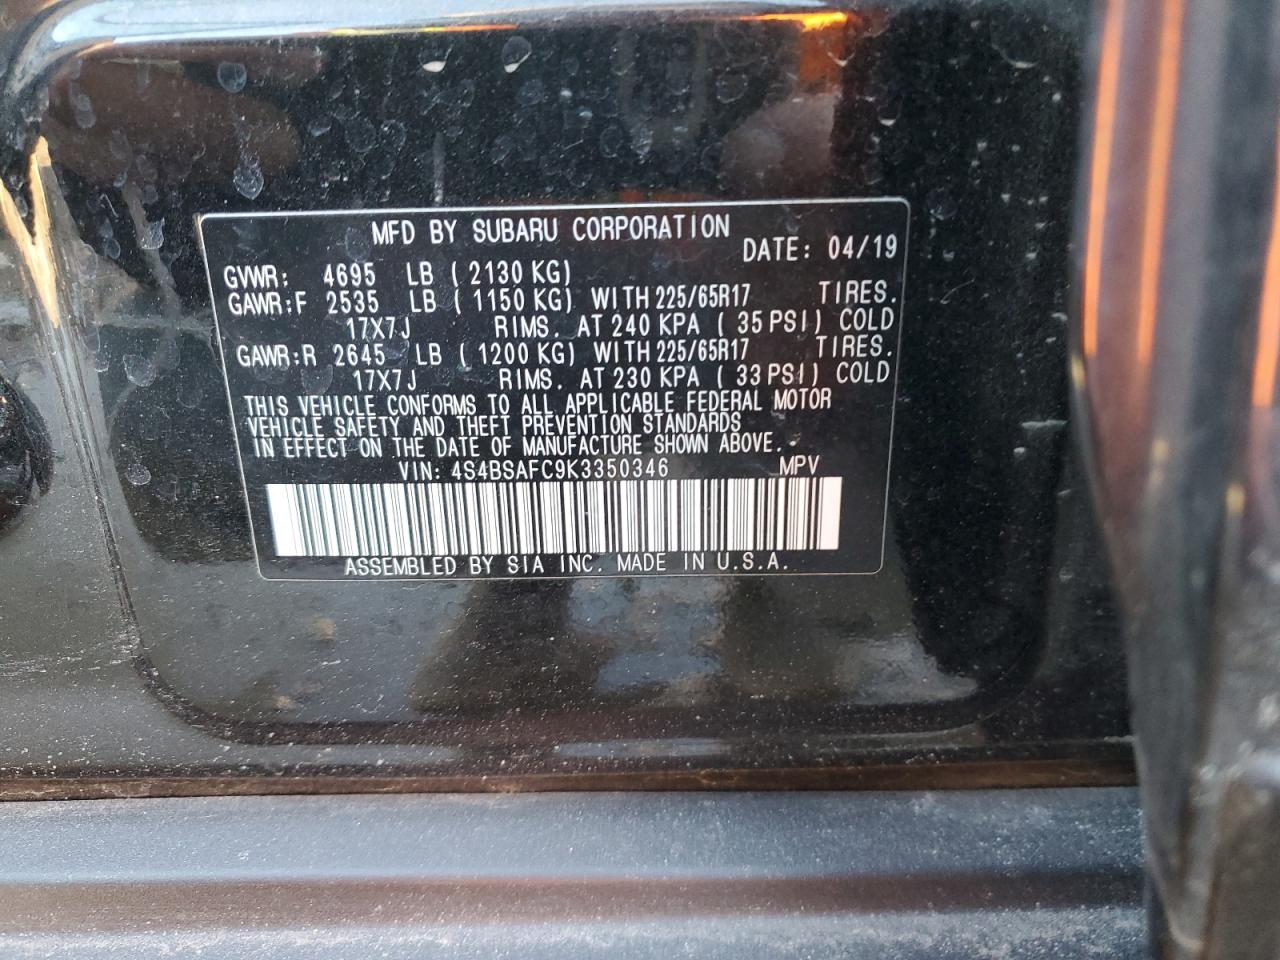 MFD BY SUBARU CORPORATION
DATE: 04/19
GVWR: 4695 LB (2130 KG)
GAWR:F 2535 LB (1150 KG) WITH 225/65R17 TIRES.
17X7J RIMS. AT 240 KPA (35 PSI) COLD
GAWR:R 2645 LB (1200 KG) WITH 225/65R17 TIRES.
17X7J RIMS. AT 230 KPA (33 PSI) COLD
THIS VEHICLE CONFORMS TO ALL APPLICABLE FEDERAL MOTOR
VEHICLE SAFETY AND THEFT PREVENTION STANDARDS
IN EFFECT ON THE DATE OF MANUFACTURE SHOWN ABOVE.
VIN: 4S4BSAFC9K3350346 MPV
ASSEMBLED BY SIA INC. MADE IN U.S.A.